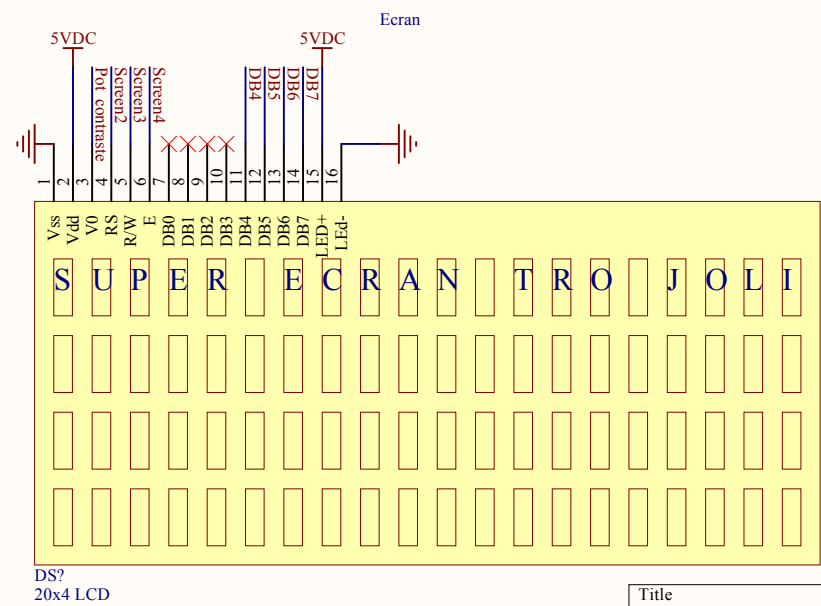 Ecran
5VDC
5VDC
Pot contraste
Screen2
Screen3
Screen4
DB4
DB5
DB6
DB7
1
2
3
4
5
6
7
8
9
10
11
12
13
14
15
16
Vss
Vdd
V0
RS
R/W
E
DB0
DB1
DB2
DB3
DB4
DB5
DB6
DB7
LED+
LEd-
SUPER ECRAN TRO JOLI
DS?
20x4 LCD
Title